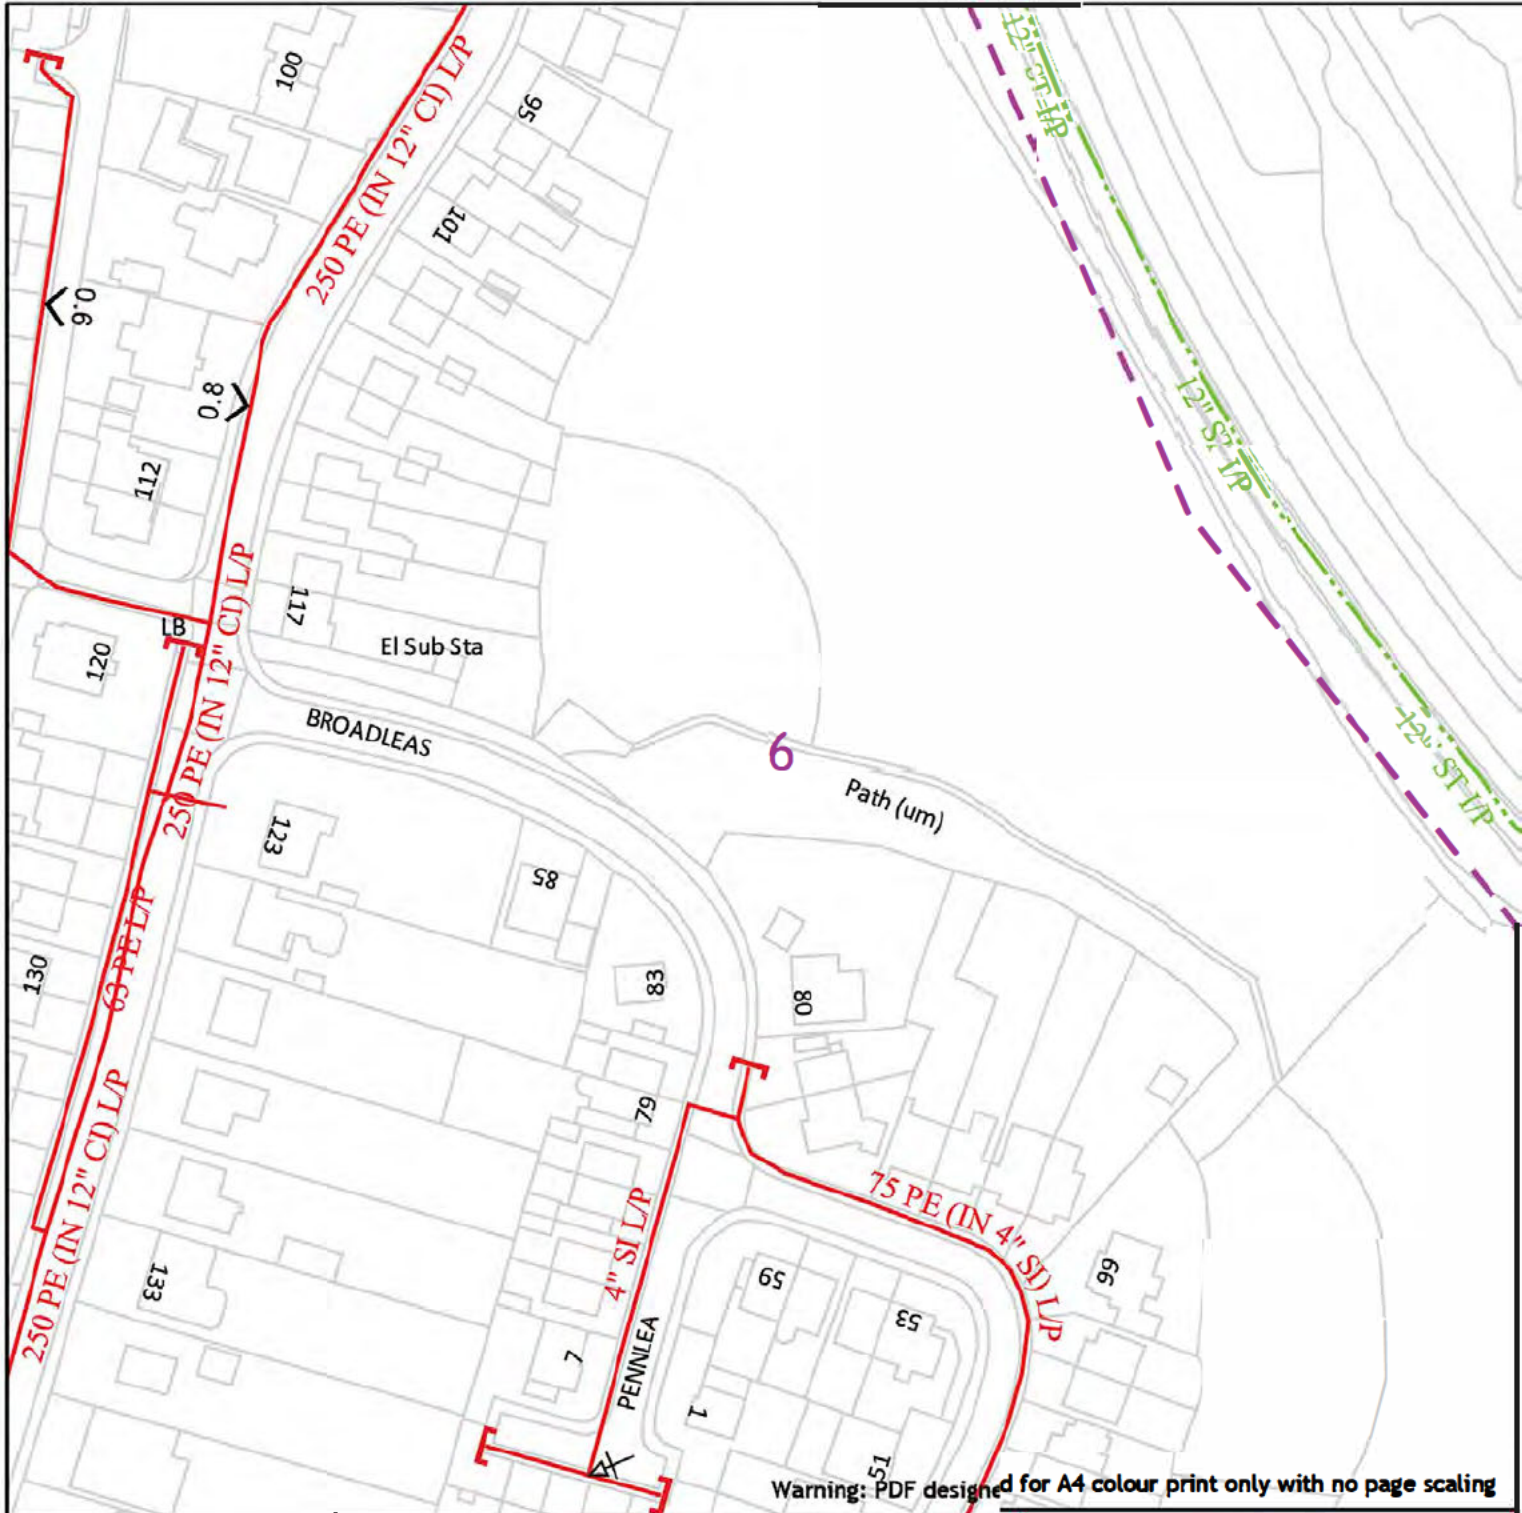 100
95
12" ST I/P
250 PE (IN 12" CI) L/P
101
0.6
0.8
112
12" ST I/P
117
250 PE (IN 12" CI) L/P
El Sub Sta
LB
120
BROADLEAS
6
12" ST I/P
Path (um)
123
85
63 PE L/P
130
83
80
79
250 PE (IN 12" CI) L/P
75 PE (IN 4" SI) L/P
4" SI L/P
133
59
53
66
7
PENNLEA
1
51
Warning: PDF designed for A4 colour print only with no page scaling